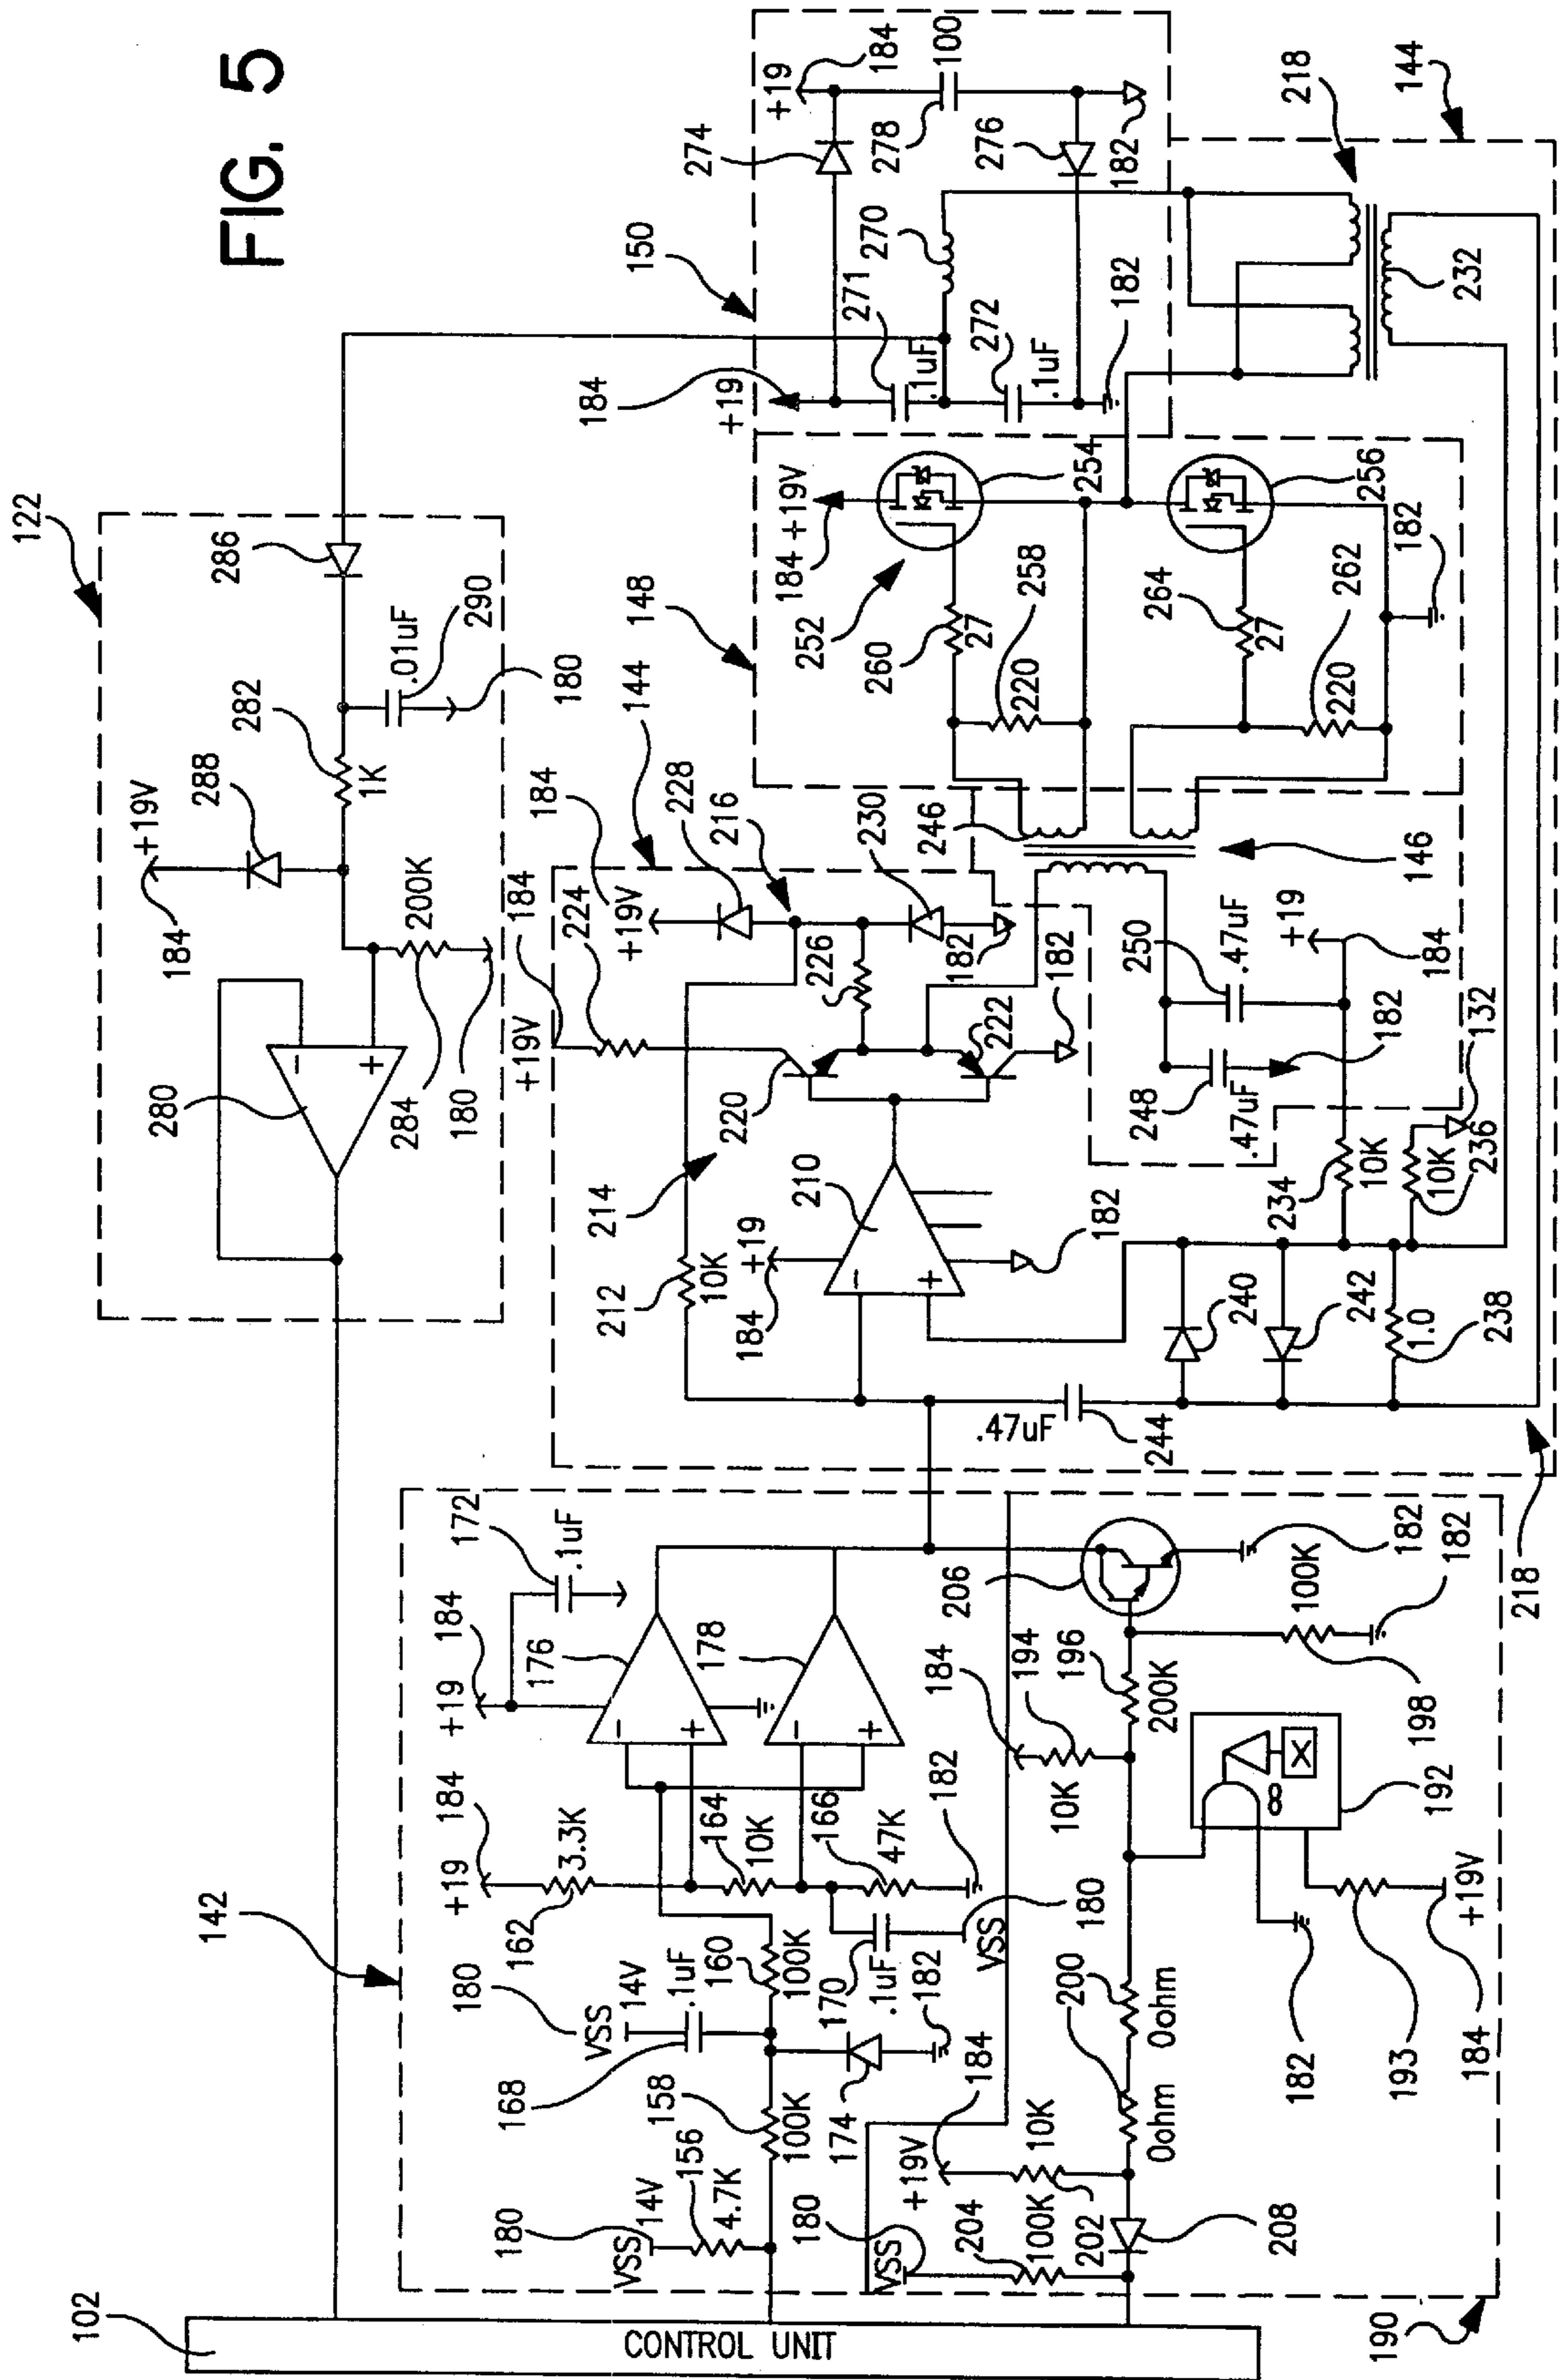 FIG. 5
122
286
.01uF
290
180
282
1K
288
+19V
184
200K
280
284
180
102
CONTROL UNIT
150
274
+19
184
100
278
276
182
270
271
.1uF
272
.1uF
182
+19
184
218
144
232
148
252
184
+19V
254
256
260
27
258
220
264
27
262
220
182
144
184
+19V
228
216
230
246
146
184
224
+19V
226
182
220
222
182
214
212
10K
184
+19
210
182
250
.47uF
+19
184
248
.47uF
182
132
234
10K
10K
236
240
242
1.0
238
.47uF
244
218
142
172
.1uF
184
+19
176
178
184
+19
3.3K
162
164
10K
166
47K
182
180
VSS
14V
.1uF
168
160
100K
170
.1uF
180
VSS
158
100K
174
182
156
4.7K
180
VSS
14V
206
182
100K
182
198
184
194
10K
196
200K
8
X
192
182
193
+19V
184
200
0ohm
0ohm
184
+19V
10K
202
180
VSS
204
100K
208
190